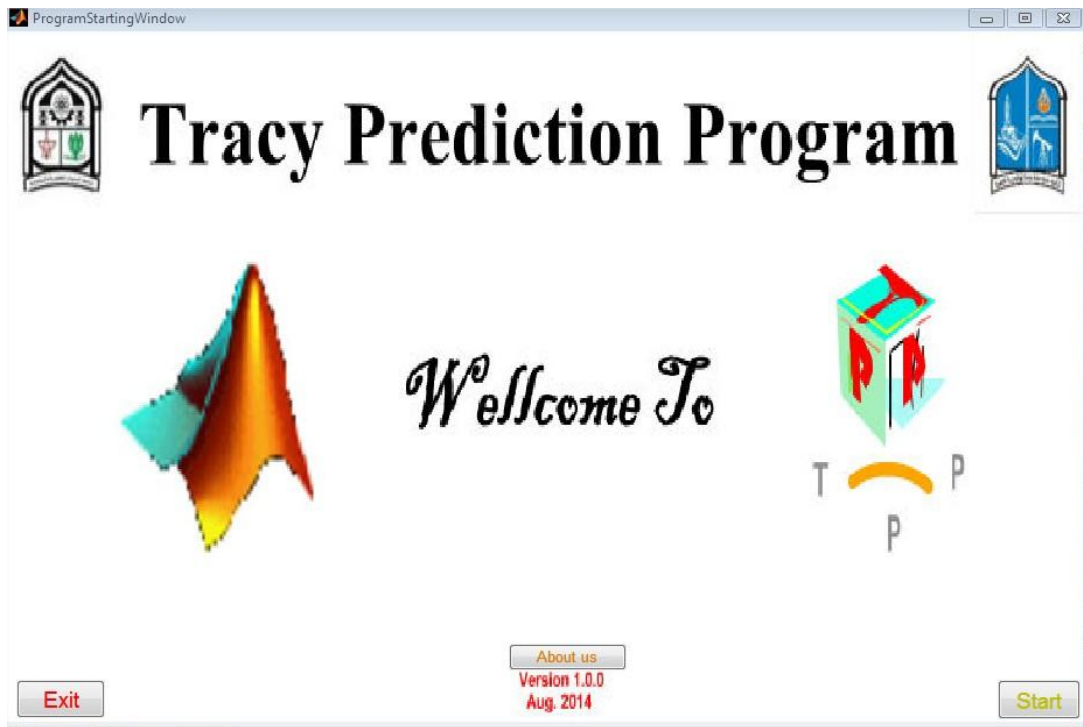 ProgramStartingWindow
Tracy Prediction Program
Wellcome To
T
P P
T P
P
About us
Version 1.0.0
Aug. 2014
Exit
Start